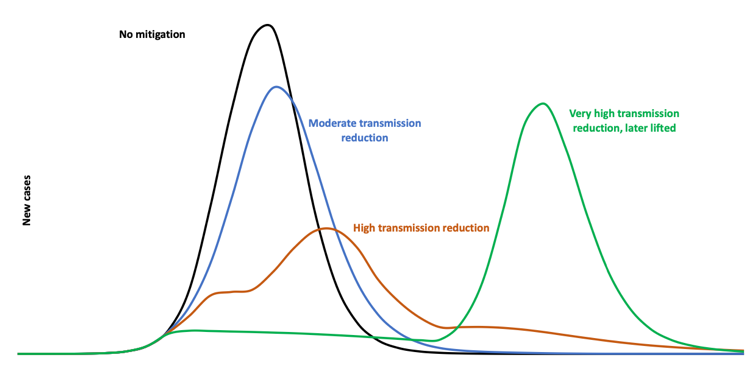 No mitigation
Moderate transmission
reduction
Very high transmission
reduction, later lifted
High transmission reduction
New cases